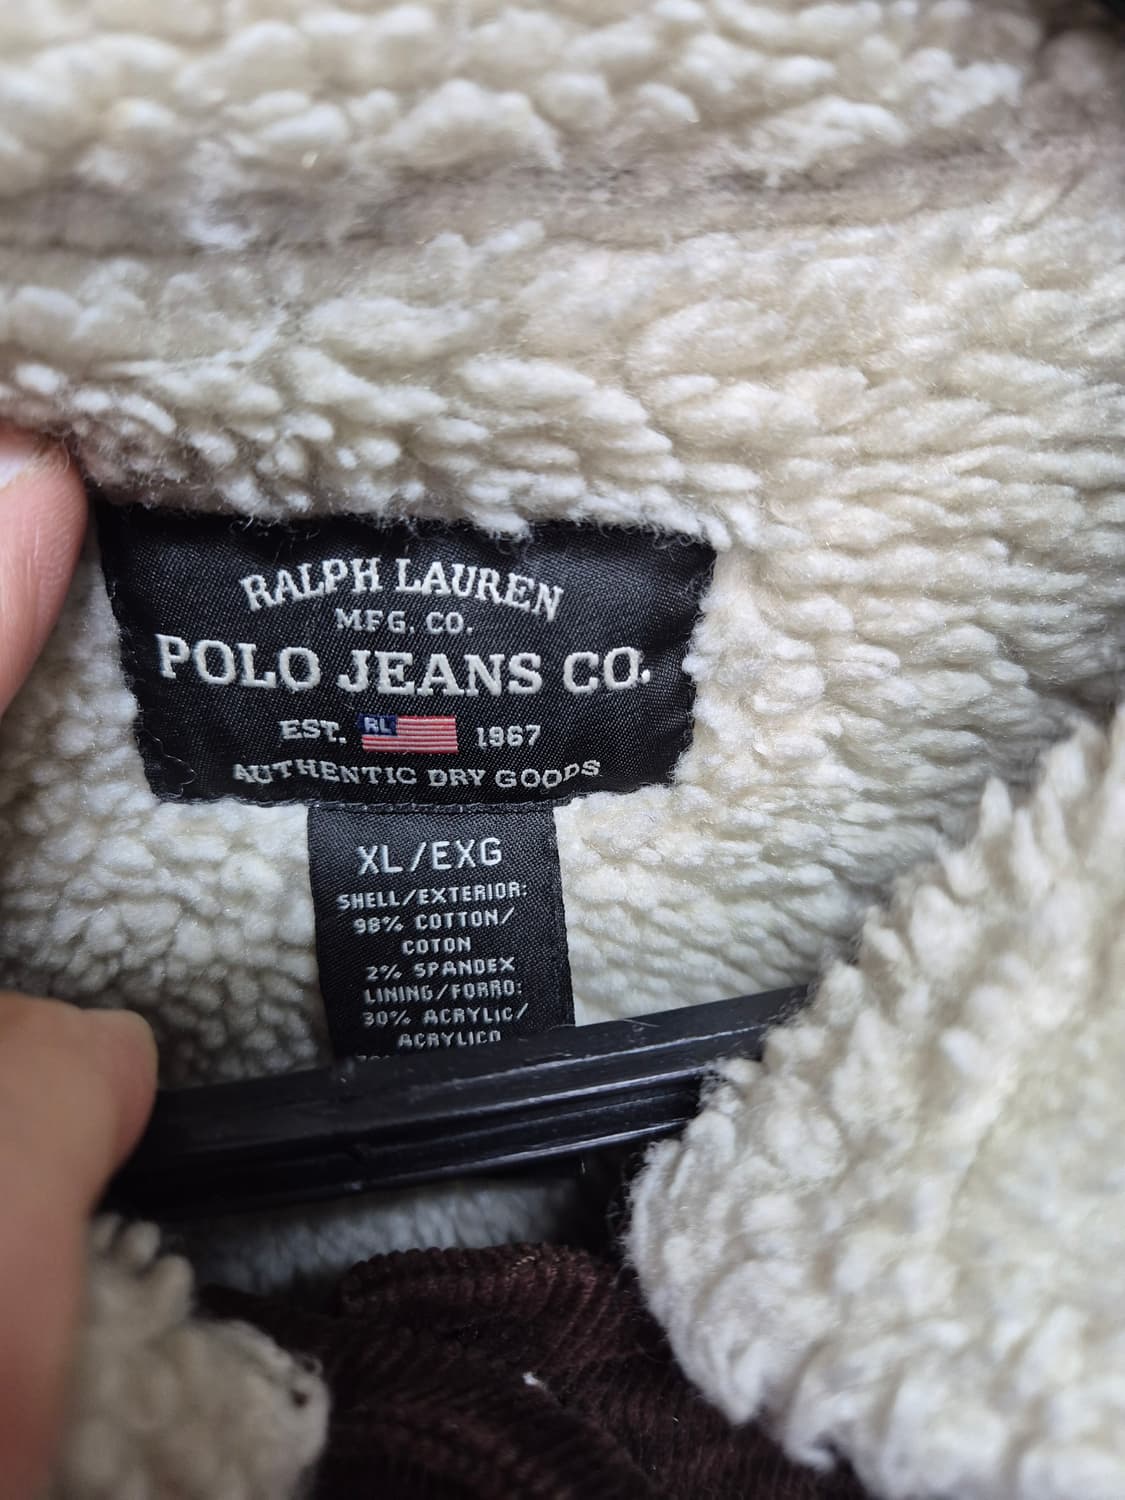 RALPH LAUREN
MFG. CO.
POLO JEANS CO.
EST. RL 1967
AUTHENTIC DRY GOODS
XL/EXG
SHELL/EXTERIOR:
98% COTTON/
COTON
2% SPANDEX
LINING/FORRO:
30% ACRYLIC/
ACRYLICO